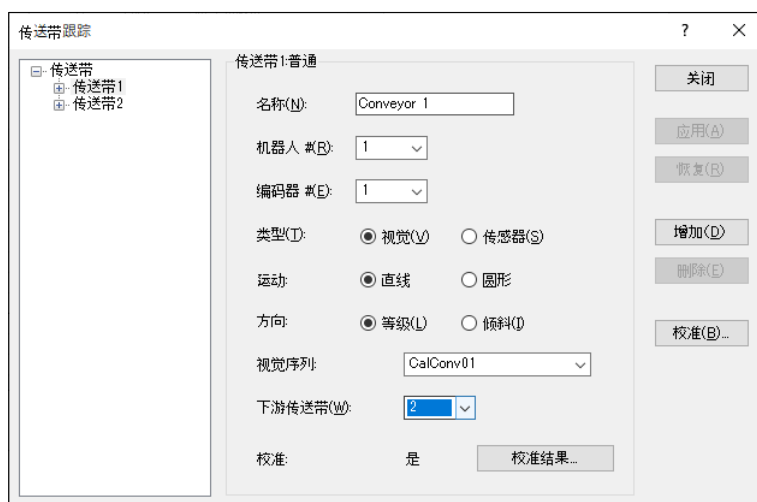 传送带跟踪
?
传送带
传送带1
传送带2
传送带1:普通
名称(N): Conveyor 1
机器人 #(R): 1
编码器 #(E): 1
类型(T): 视觉(V) 传感器(S)
运动: 直线 圆形
方向: 等级(L) 倾斜(I)
视觉序列: CalConv01
下游传送带(W): 2
校准: 是 校准结果...
关闭
应用(A)
恢复(R)
增加(D)
删除(E)
校准(B)...